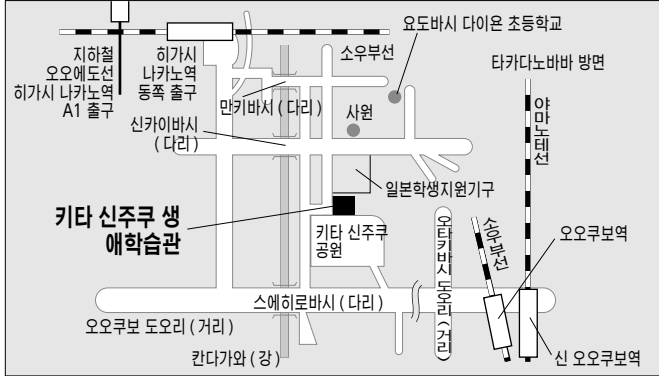 요도바시 다이욘 초등학교
지하철
오오에도선
히가시 나카노역
A1 출구
히가시
나카노역
동쪽 출구
소우부선
타카다노바바 방면
만키바시 ( 다리 )
사원
야마노테선
신카이바시
( 다리 )
일본학생지원기구
키타 신주쿠 생
애학습관
키타 신주쿠
공원
오타키바시 도오리 (거리)
소우부선
오오쿠보역
스에히로바시 ( 다리 )
오오쿠보 도오리 ( 거리 )
칸다가와 ( 강 )
신 오오쿠보역